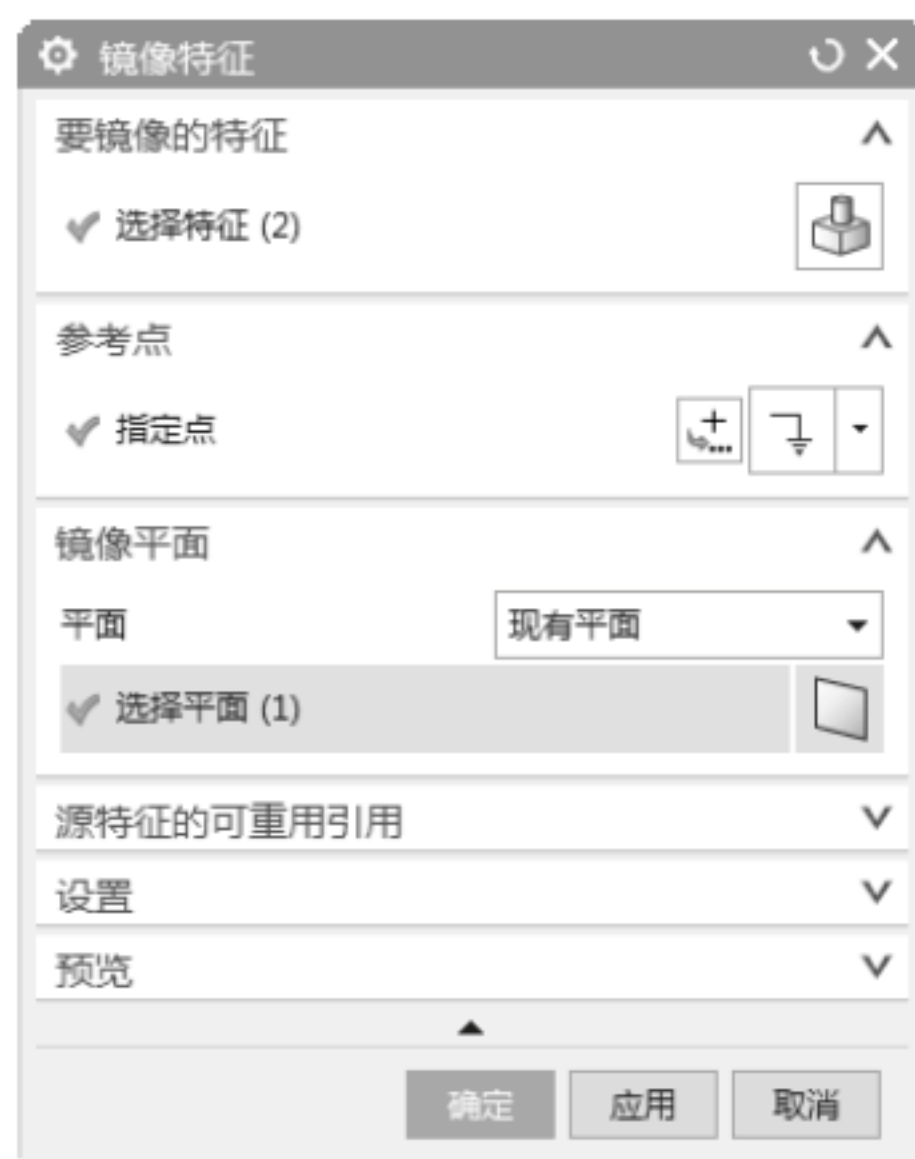 镜像特征
要镜像的特征
选择特征 (2)
参考点
指定点
镜像平面
平面 现有平面
选择平面 (1)
源特征的可重用引用
设置
预览
确定 应用 取消